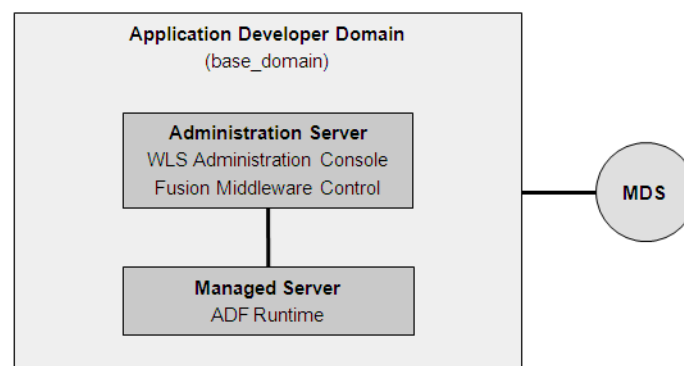 Application Developer Domain
(base_domain)
Administration Server
WLS Administration Console
Fusion Middleware Control
MDS
Managed Server
ADF Runtime